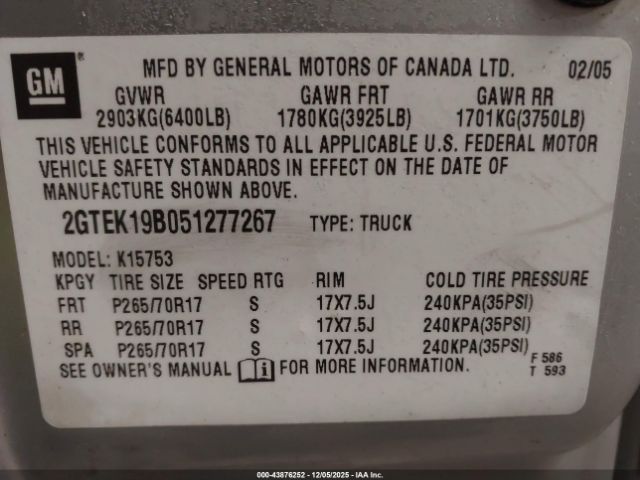 GM
MFD BY GENERAL MOTORS OF CANADA LTD. 02/05
GVWR GAWR FRT GAWR RR
2903KG(6400LB) 1780KG(3925LB) 1701KG(3750LB)
THIS VEHICLE CONFORMS TO ALL APPLICABLE U.S. FEDERAL MOTOR
VEHICLE SAFETY STANDARDS IN EFFECT ON THE DATE OF
MANUFACTURE SHOWN ABOVE.
2GTEK19B051277267 TYPE: TRUCK
MODEL: K15753
KPGY TIRE SIZE SPEED RTG RIM COLD TIRE PRESSURE
FRT P265/70R17 S 17X7.5J 240KPA(35PSI)
RR P265/70R17 S 17X7.5J 240KPA(35PSI)
SPA P265/70R17 S 17X7.5J 240KPA(35PSI)
SEE OWNER'S MANUAL FOR MORE INFORMATION.
F 586
T 593
000-43876252 - 12/05/2025 - IAA Inc.